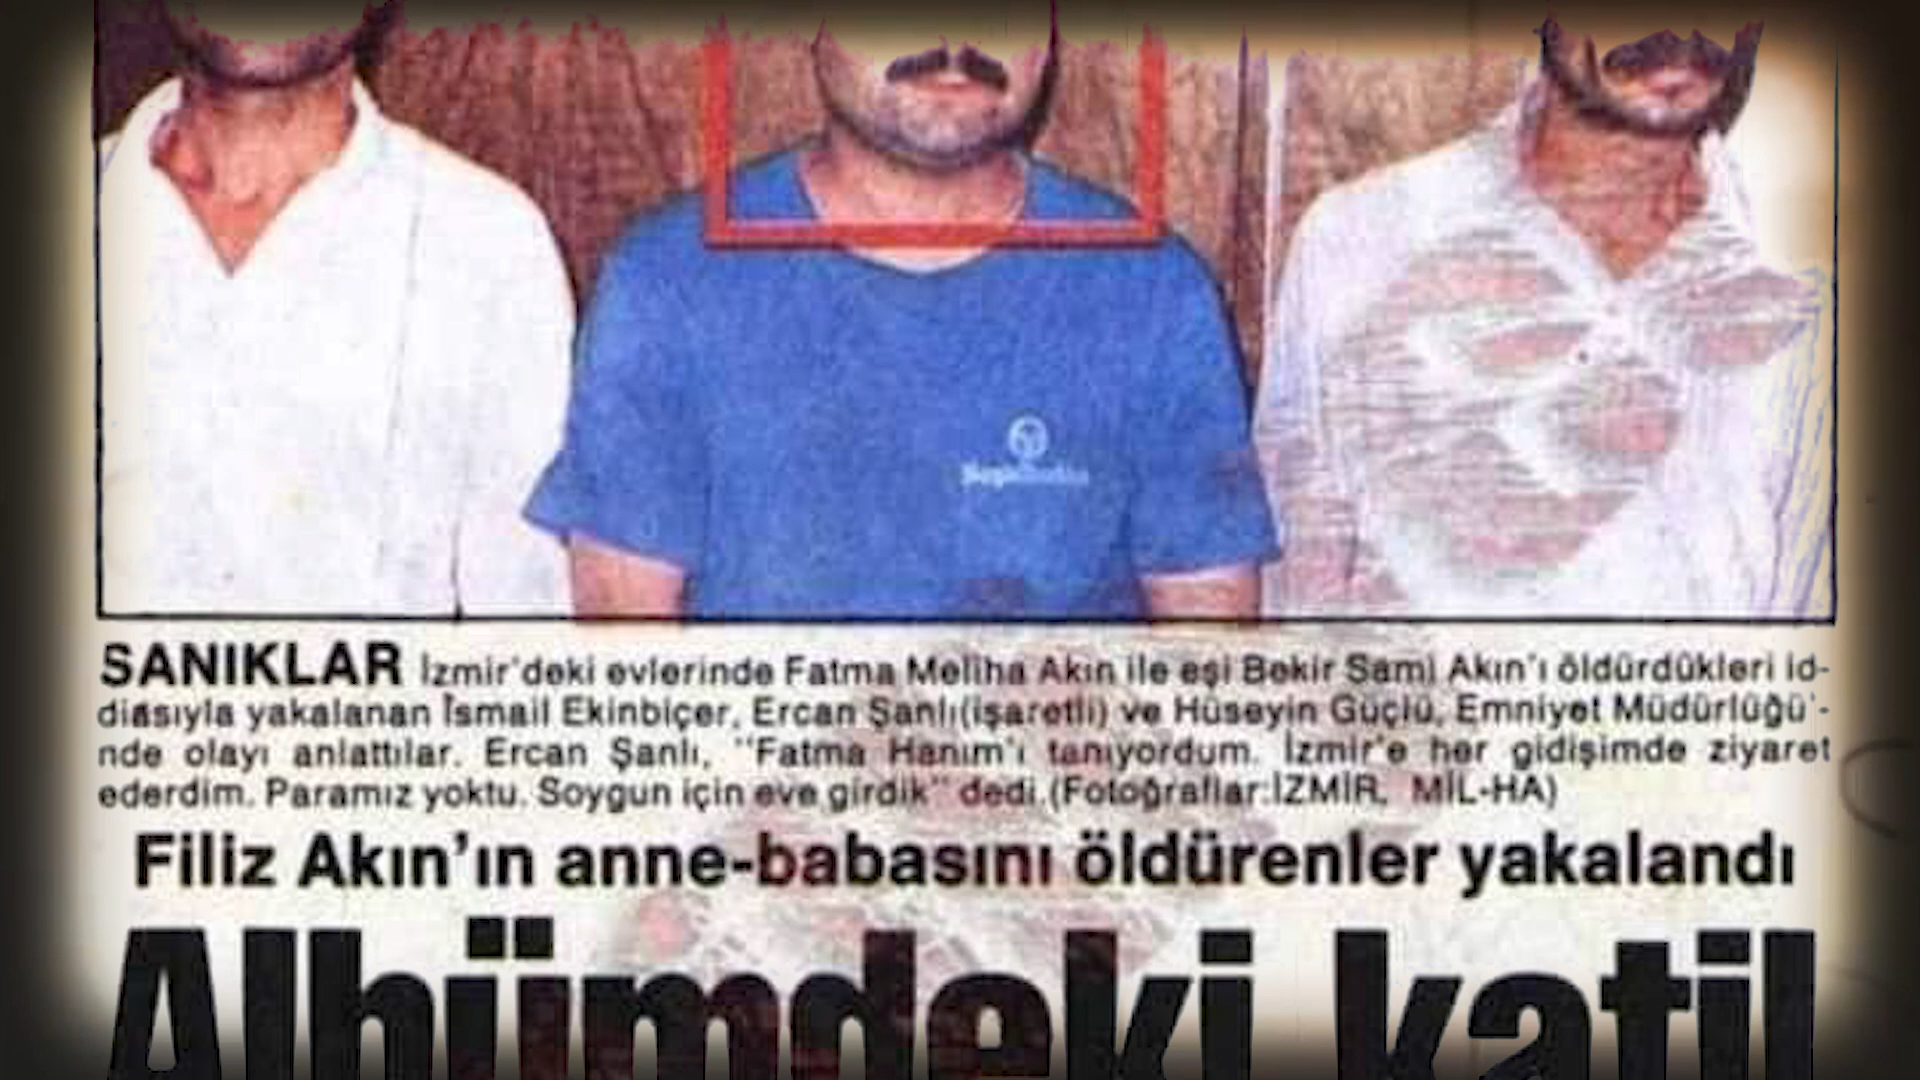 SANIKLAR İzmir'deki evlerinde Fatma Meliha Akın ile eşi Bekir Sami Akın'ı öldürdükleri id-
diasıyla yakalanan İsmail Ekinbiçer, Ercan Şanlı(işaretli) ve Hüseyin Güçlü, Emniyet Müdürlüğü'-
nde olayı anlattılar. Ercan Şanlı, "Fatma Hanım'ı tanıyordum. İzmir'e her gidişimde ziyaret
ederdim. Paramız yoktu. Soygun için eve girdik" dedi.(Fotoğraflar:İZMİR, MİL-HA)
Filiz Akın'ın anne-babasını öldürenler yakalandı
Albümdeki katil